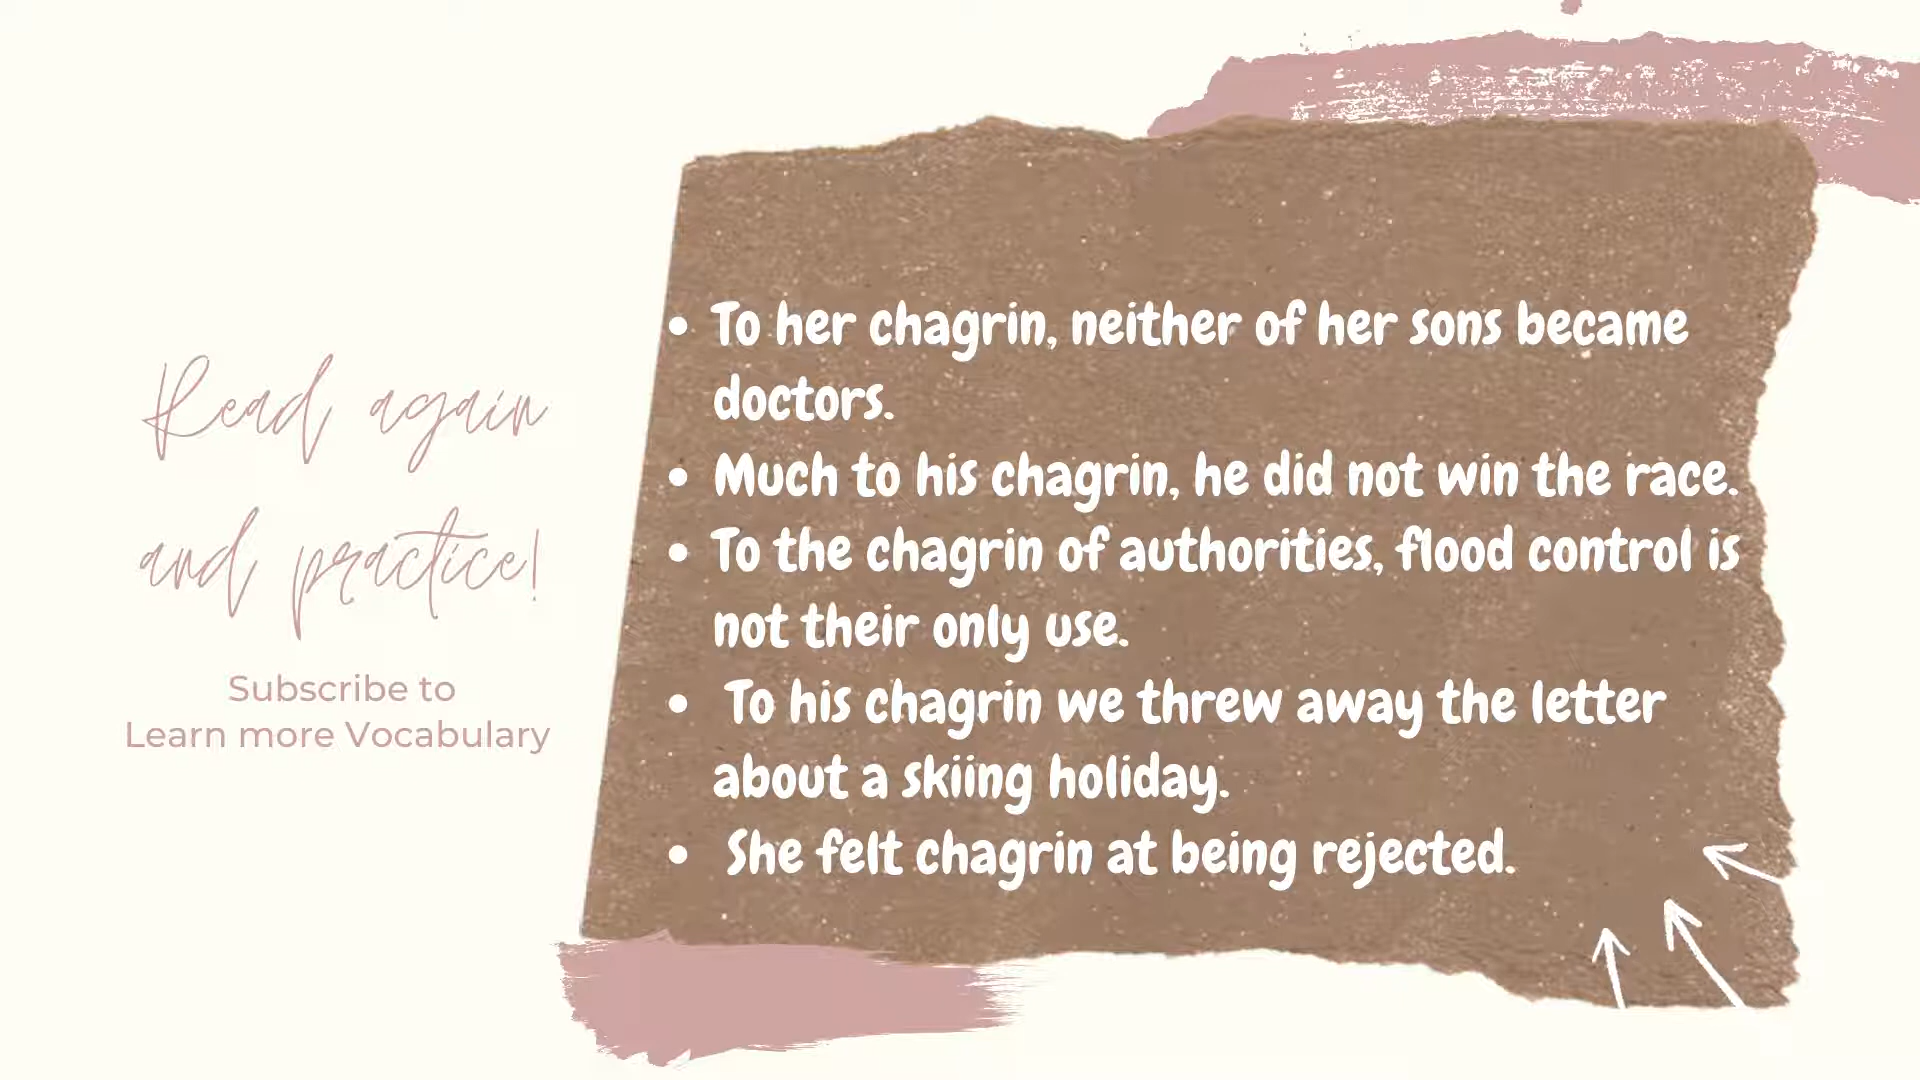 Read again
and practice!
Subscribe to
Learn more Vocabulary
• To her chagrin, neither of her sons became
doctors.
• Much to his chagrin, he did not win the race.
• To the chagrin of authorities, flood control is
not their only use.
• To his chagrin we threw away the letter
about a skiing holiday.
• She felt chagrin at being rejected.